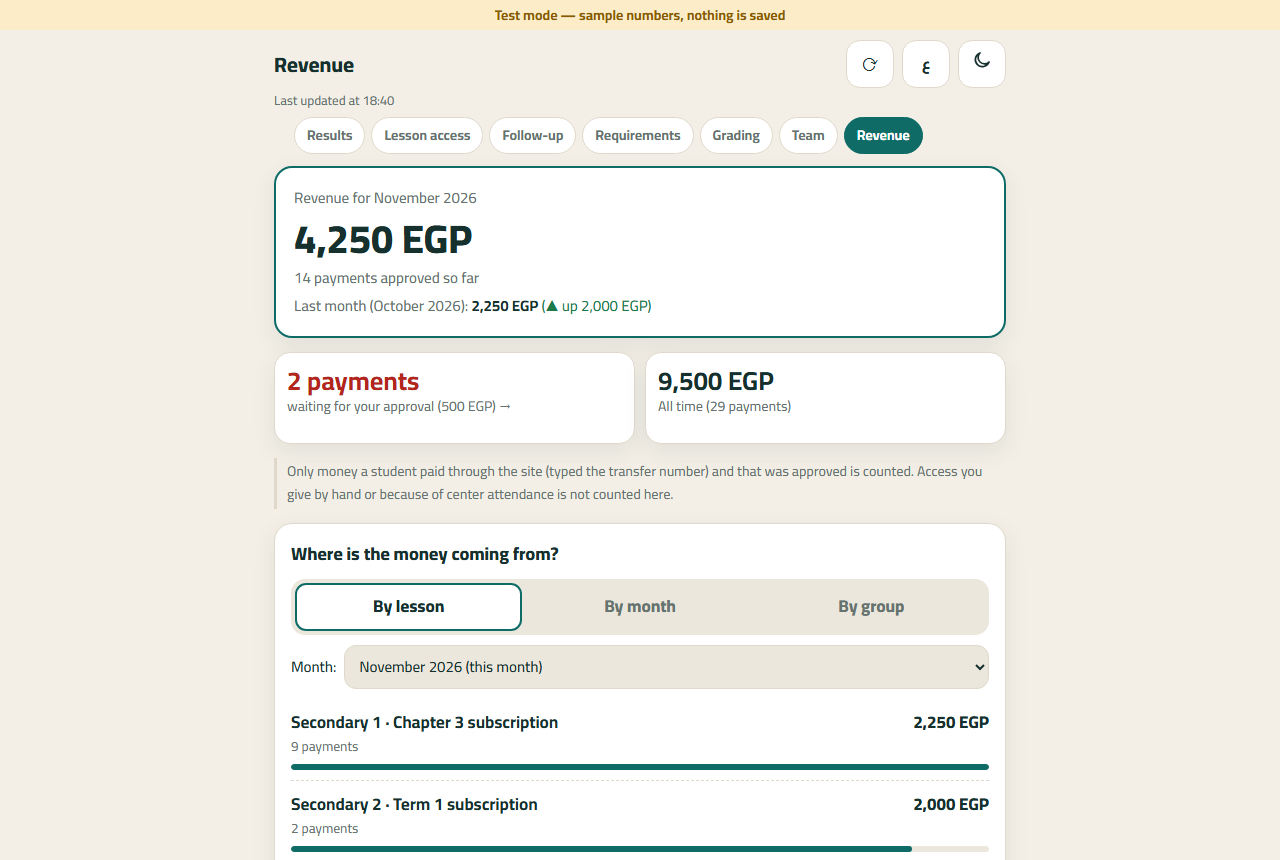 Test mode — sample numbers, nothing is saved
Revenue
ع
Last updated at 18:40
Results
Lesson access
Follow-up
Requirements
Grading
Team
Revenue
Revenue for November 2026
4,250 EGP
14 payments approved so far
Last month (October 2026): 2,250 EGP (▲ up 2,000 EGP)
2 payments
waiting for your approval (500 EGP) →
9,500 EGP
All time (29 payments)
Only money a student paid through the site (typed the transfer number) and that was approved is counted. Access you
give by hand or because of center attendance is not counted here.
Where is the money coming from?
By lesson
By month
By group
Month: November 2026 (this month)
Secondary 1 · Chapter 3 subscription 2,250 EGP
9 payments
Secondary 2 · Term 1 subscription 2,000 EGP
2 payments